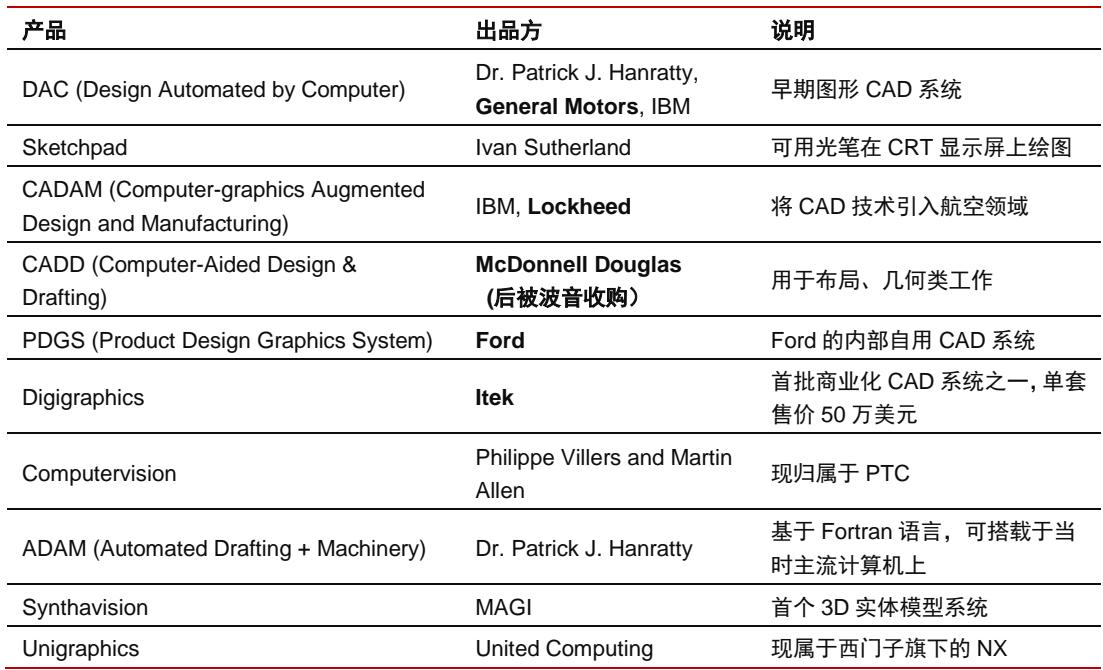 产品 出品方 说明
DAC (Design Automated by Computer) Dr. Patrick J. Hanratty, 早期图形 CAD 系统
General Motors, IBM
Sketchpad Ivan Sutherland 可用光笔在 CRT 显示屏上绘图
CADAM (Computer-graphics Augmented
Design and Manufacturing) IBM, Lockheed 将 CAD 技术引入航空领域
CADD (Computer-Aided Design &
Drafting) McDonnell Douglas
(后被波音收购） 用于布局、几何类工作
PDGS (Product Design Graphics System) Ford Ford 的内部自用 CAD 系统
Digigraphics Itek 首批商业化 CAD 系统之一，单套
售价 50 万美元
Computervision Philippe Villers and Martin
Allen 现归属于 PTC
ADAM (Automated Drafting + Machinery) Dr. Patrick J. Hanratty 基于 Fortran 语言，可搭载于当
时主流计算机上
Synthavision MAGI 首个 3D 实体模型系统
Unigraphics United Computing 现属于西门子旗下的 NX